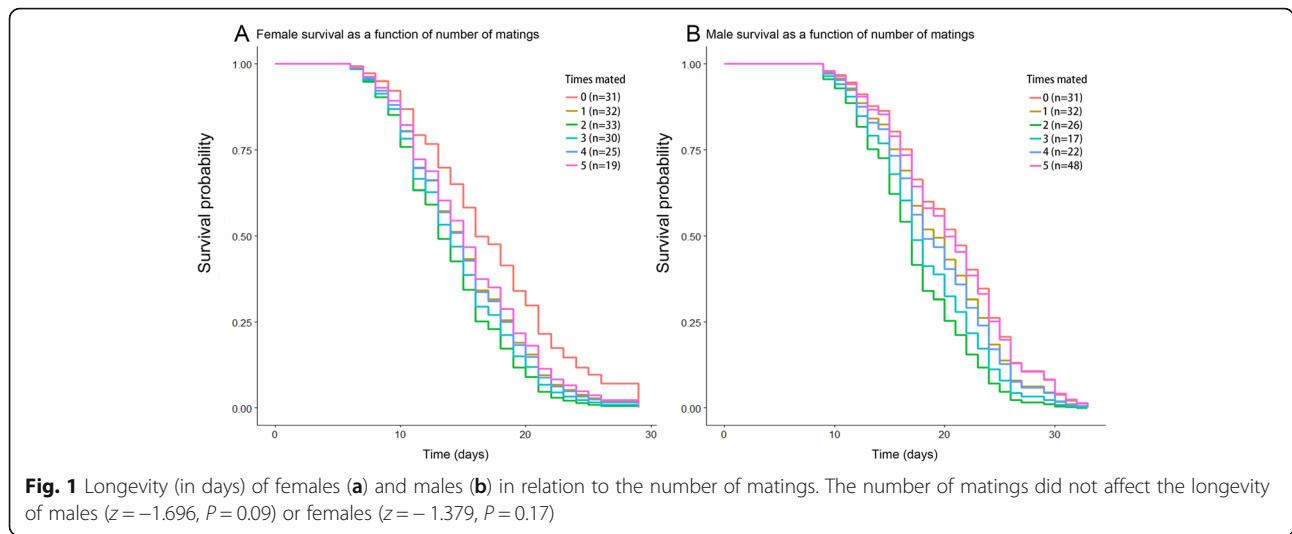 A Female survival as a function of number of matings
Survival probability
1.00
0.75
0.50
0.25
0.00
0
10
20
30
Time (days)
Times mated
0 (n=31)
1 (n=32)
2 (n=33)
3 (n=30)
4 (n=25)
5 (n=19)
B Male survival as a function of number of matings
Survival probability
1.00
0.75
0.50
0.25
0.00
0
10
20
30
Time (days)
Times mated
0 (n=31)
1 (n=32)
2 (n=26)
3 (n=17)
4 (n=22)
5 (n=48)
Fig. 1 Longevity (in days) of females (a) and males (b) in relation to the number of matings. The number of matings did not affect the longevity
of males (z = −1.696, P = 0.09) or females (z = − 1.379, P = 0.17)